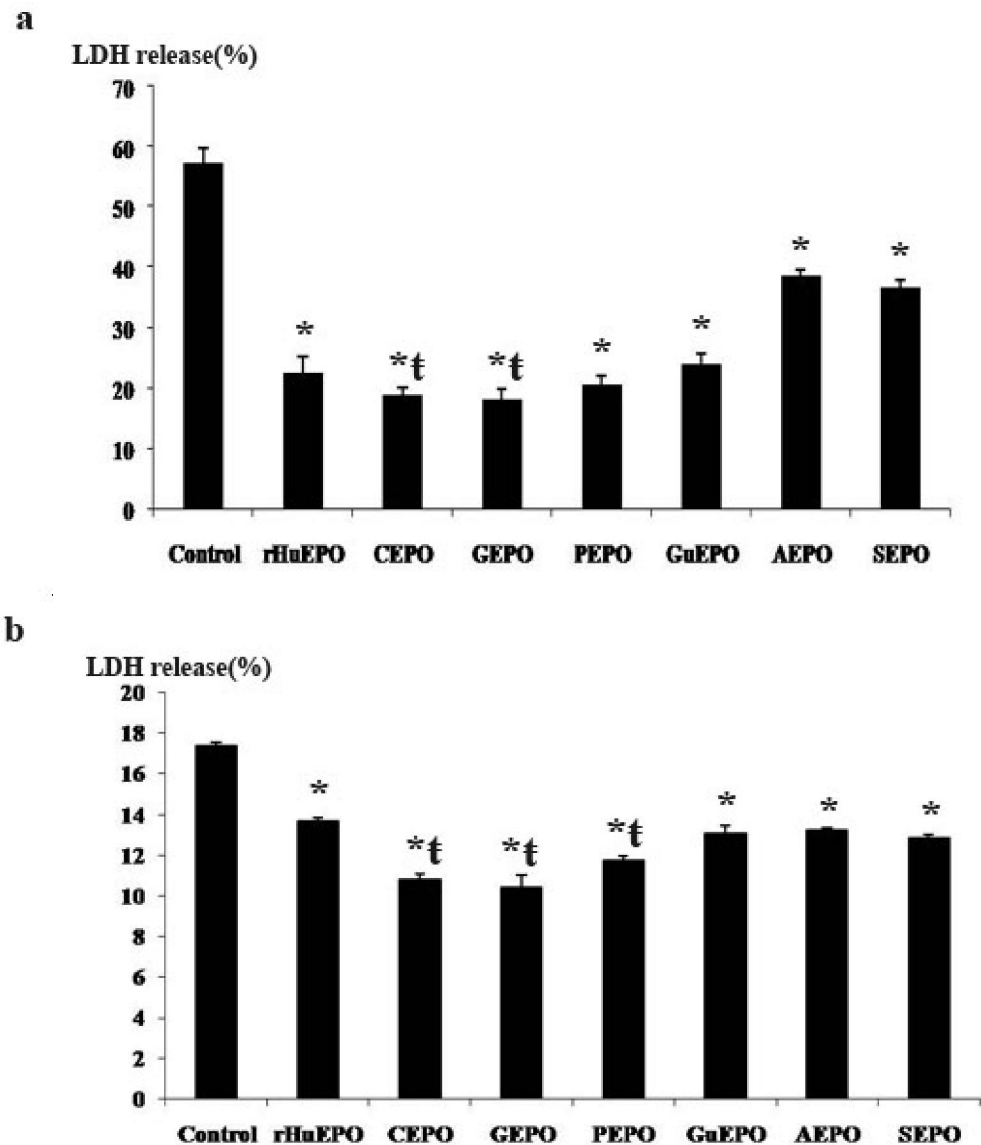 a
LDH release(%)
70
60
50
40
30
20
10
0
*
*ŧ
*ŧ
*
*
*
*
Control rHuEPO CEPO GEPO PEPO GuEPO AEPO SEPO
b
LDH release(%)
20
18
16
14
12
10
8
6
4
2
0
*
*ŧ
*ŧ
*ŧ
*
*
*
Control rHuEPO CEPO GEPO PEPO GuEPO AEPO SEPO